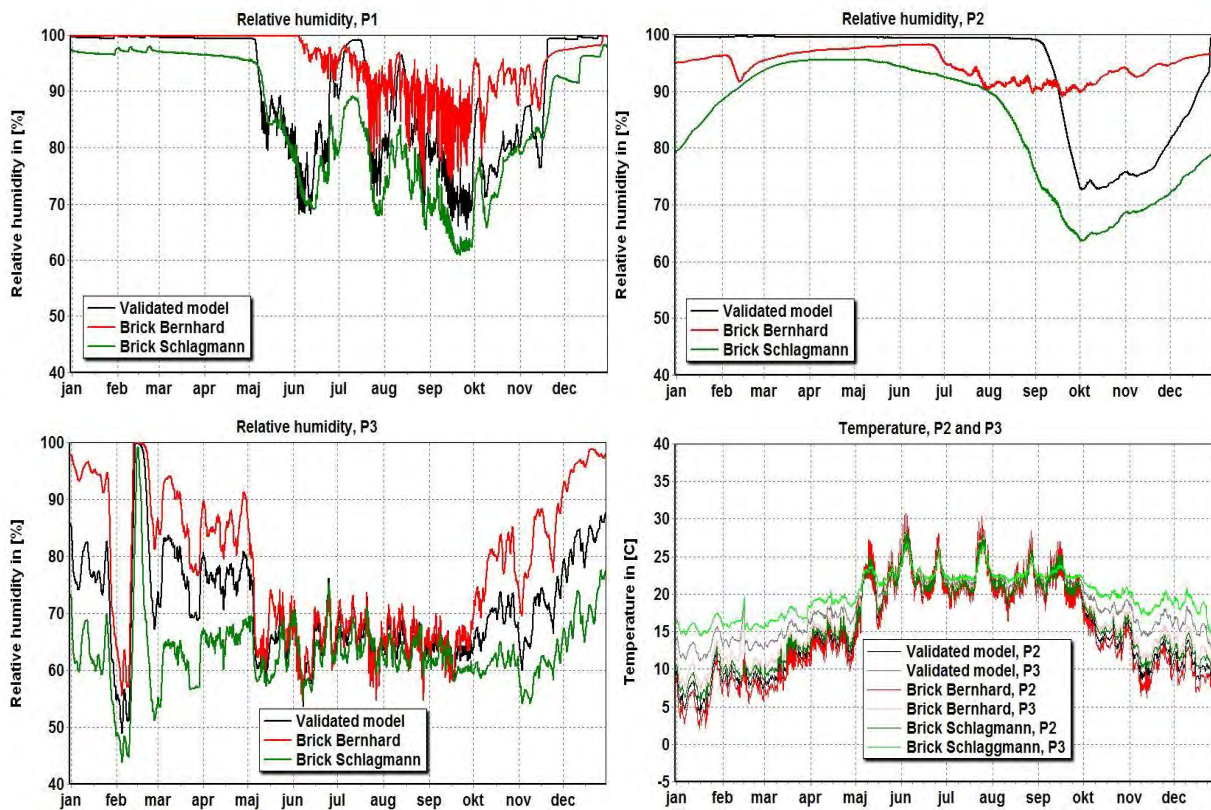 Relative humidity, P1
Relative humidity in [%]
100
90
80
70
60
50
40
Validated model
Brick Bernhard
Brick Schlagmann
jan feb mar apr maj jun jul aug sep okt nov dec
Relative humidity, P2
Relative humidity in [%]
100
90
80
70
60
50
40
Validated model
Brick Bernhard
Brick Schlagmann
jan feb mar apr maj jun jul aug sep okt nov dec
Relative humidity, P3
Relative humidity in [%]
100
90
80
70
60
50
40
Validated model
Brick Bernhard
Brick Schlagmann
jan feb mar apr maj jun jul aug sep okt nov dec
Temperature, P2 and P3
Temperature in [C]
40
35
30
25
20
15
10
5
0
-5
Validated model, P2
Validated model, P3
Brick Bernhard, P2
Brick Bernhard, P3
Brick Schlagmann, P2
Brick Schlaggmann, P3
jan feb mar apr maj jun jul aug sep okt nov dec